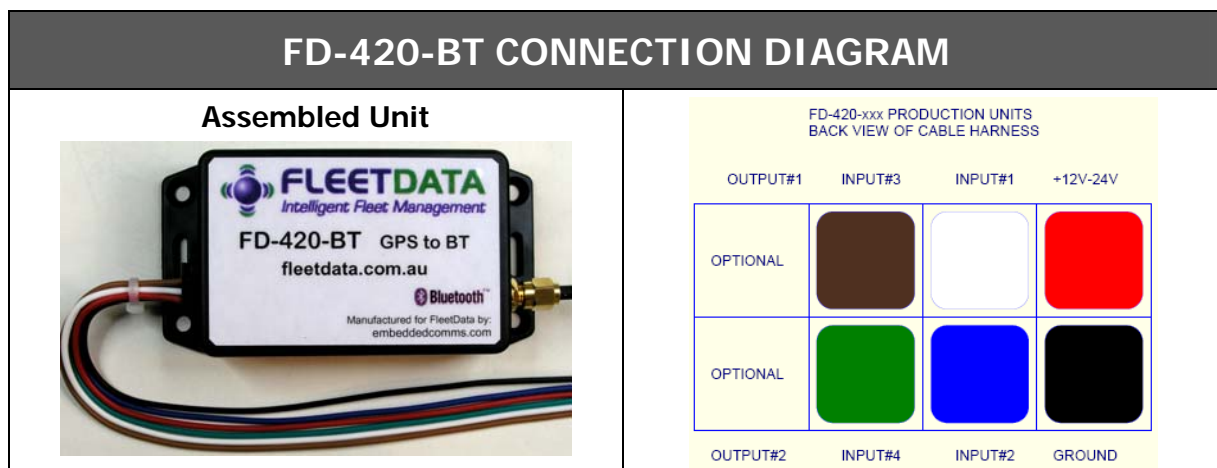 FD-420-BT CONNECTION DIAGRAM
Assembled Unit
FLEETDATA
Intelligent Fleet Management
FD-420-BT GPS to BT
fleetdata.com.au
Bluetooth™
Manufactured for FleetData by:
embeddedcomms.com
FD-420-xxx PRODUCTION UNITS
BACK VIEW OF CABLE HARNESS
OUTPUT#1 INPUT#3 INPUT#1 +12V-24V
OPTIONAL
OPTIONAL
OUTPUT#2 INPUT#4 INPUT#2 GROUND